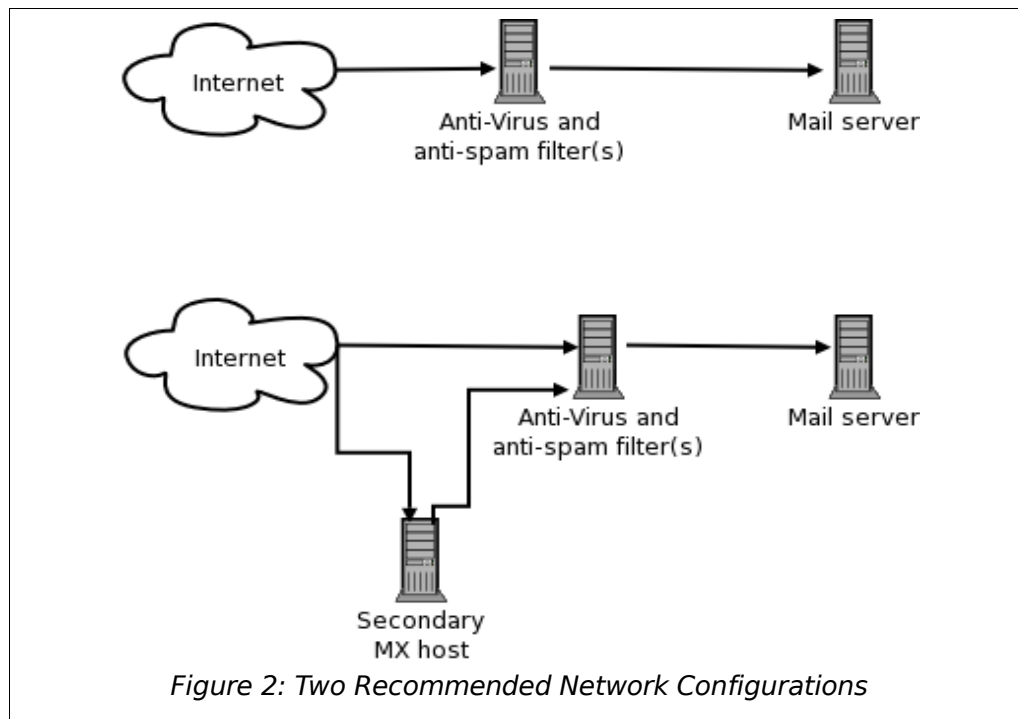 Internet
Anti-Virus and
anti-spam filter(s)
Mail server
Internet
Anti-Virus and
anti-spam filter(s)
Mail server
Secondary
MX host
Figure 2: Two Recommended Network Configurations